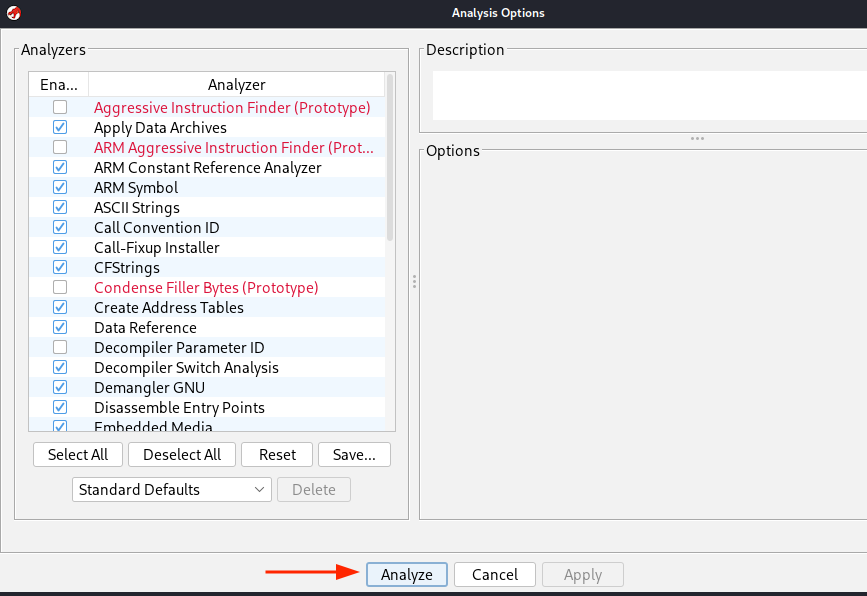 Analysis Options
Analyzers
Ena... Analyzer
Aggressive Instruction Finder (Prototype)
Apply Data Archives
ARM Aggressive Instruction Finder (Prot...
ARM Constant Reference Analyzer
ARM Symbol
ASCII Strings
Call Convention ID
Call-Fixup Installer
CFStrings
Condense Filler Bytes (Prototype)
Create Address Tables
Data Reference
Decompiler Parameter ID
Decompiler Switch Analysis
Demangler GNU
Disassemble Entry Points
Embedded Media
Select All Deselect All Reset Save...
Standard Defaults Delete
Description
Options
Analyze Cancel Apply